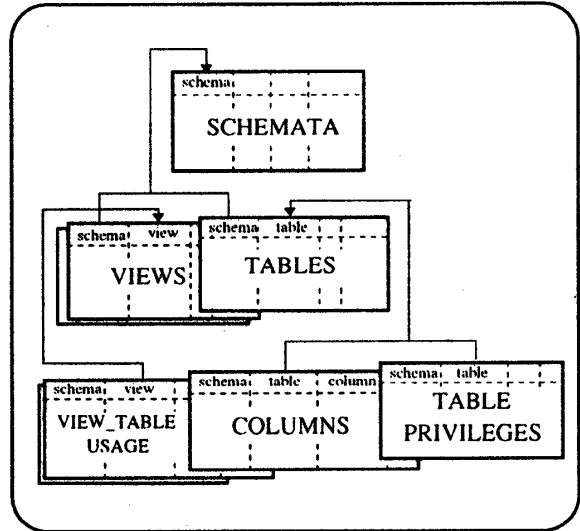 schema
SCHEMATA
schema view
VIEWS
schema table
TABLES
schema view
VIEW_TABLE
USAGE
schema table column
COLUMNS
schema table
TABLE
PRIVILEGES